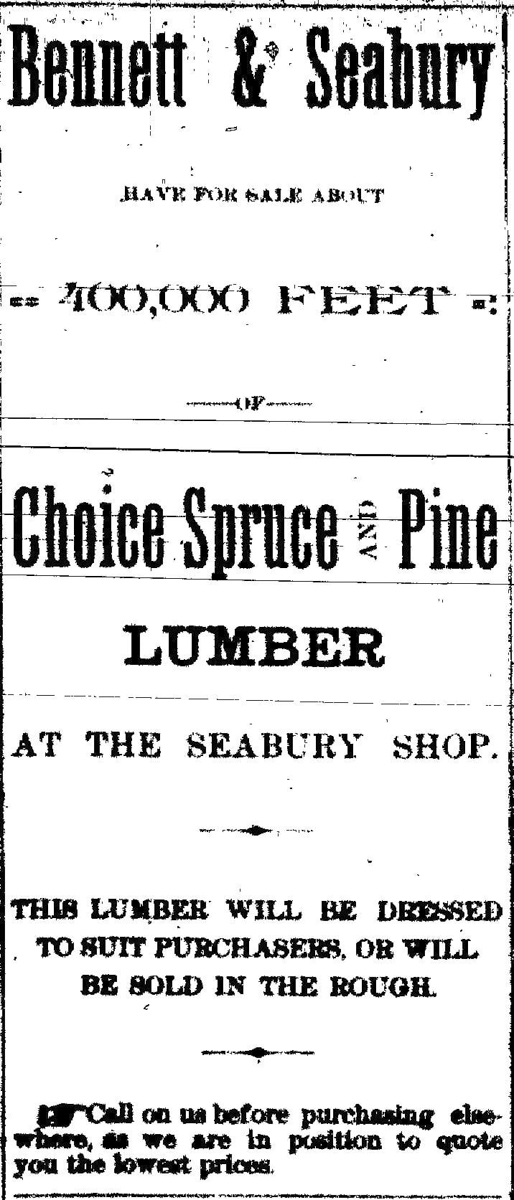 Bennett & Seabury
HAVE FOR SALE ABOUT
400,000 FEET
OF
Choice Spruce AND Pine
LUMBER
AT THE SEABURY SHOP.
THIS LUMBER WILL BE DRESSED
TO SUIT PURCHASERS, OR WILL
BE SOLD IN THE ROUGH.
☛Call on us before purchasing else-
where, as we are in position to quote
you the lowest prices.